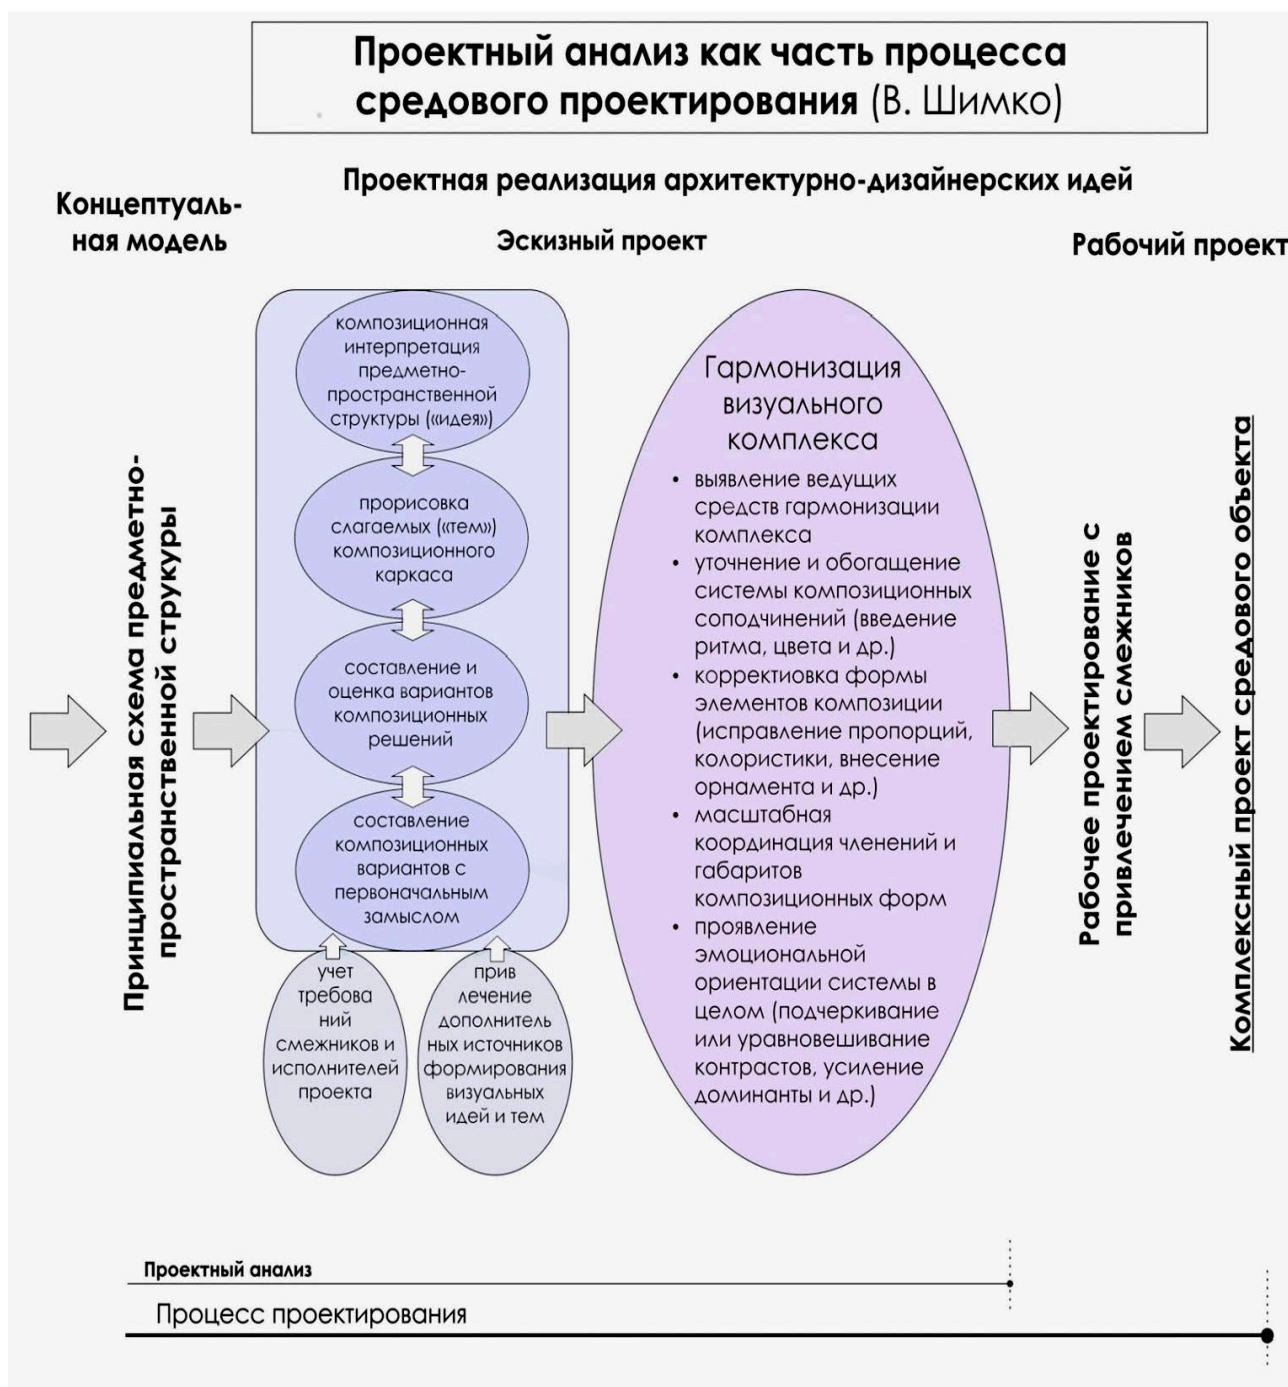 Проектный анализ как часть процесса
средового проектирования (В. Шимко)
Проектная реализация архитектурно-дизайнерских идей
Концептуаль-
ная модель
Эскизный проект
Рабочий проект
Принципиальная схема предметно-
пространственной струкуры
композиционная
интерпретация
предметно-
пространственной
структуры («идея»)
прорисовка
слагаемых («тем»)
композиционного
каркаса
составление и
оценка вариантов
композиционных
решений
составление
композиционных
вариантов с
первоначальным
замыслом
учет
требова
ний
смежников и
исполнителей
проекта
прив
лечение
дополнитель
ных источников
формирования
визуальных
идей и тем
Гармонизация
визуального
комплекса
• выявление ведущих
средств гармонизации
комплекса
• уточнение и обогащение
системы композиционных
соподчинений (введение
ритма, цвета и др.)
• корректиовка формы
элементов композиции
(исправление пропорций,
колористики, внесение
орнамента и др.)
• масштабная
координация членений и
габаритов
композиционных форм
• проявление
эмоциональной
ориентации системы в
целом (подчеркивание
или уравновешивание
контрастов, усиление
доминанты и др.)
Рабочее проектирование с
привлечением смежников
Комплексный проект средового объекта
Проектный анализ
Процесс проектирования